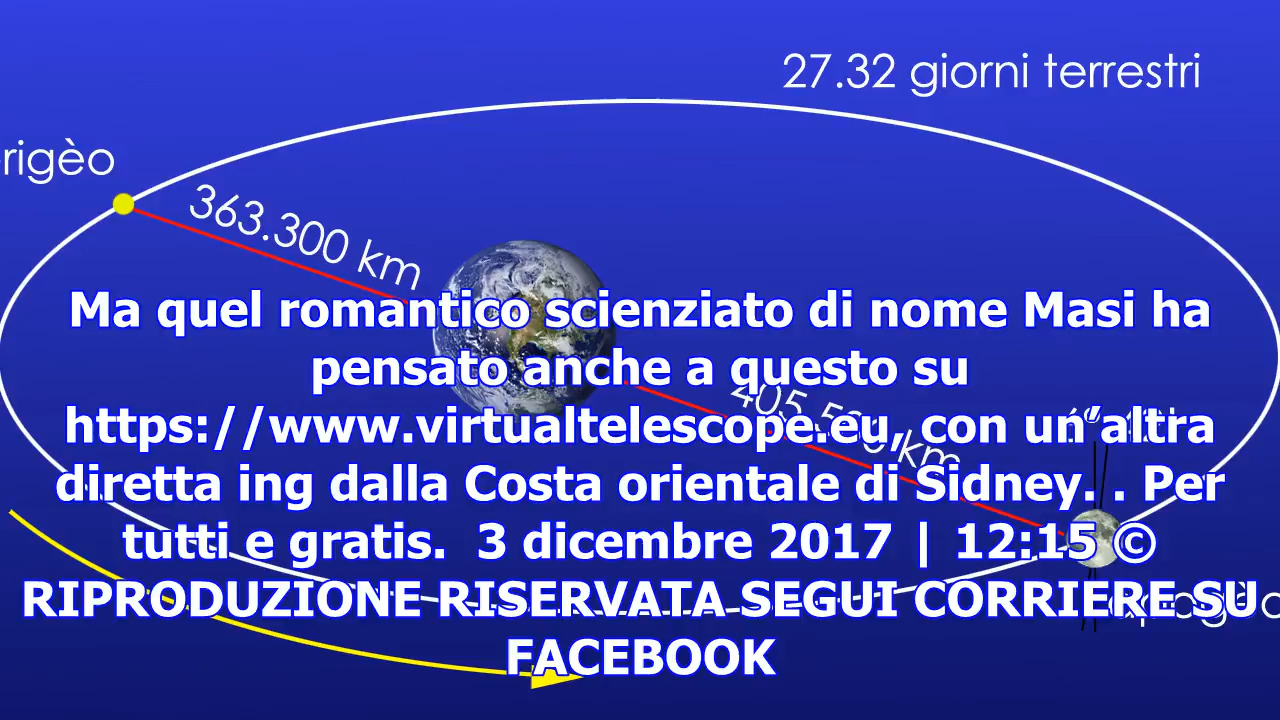 27.32 giorni terrestri
rigèo
363.300 km
Ma quel romantico scienziato di nome Masi ha
pensato anche a questo su
https://www.virtualtelescope.eu, con un’altra
diretta ing dalla Costa orientale di Sidney. . Per
tutti e gratis. 3 dicembre 2017 | 12:15 ©
RIPRODUZIONE RISERVATA SEGUI CORRIERE SU
FACEBOOK
km